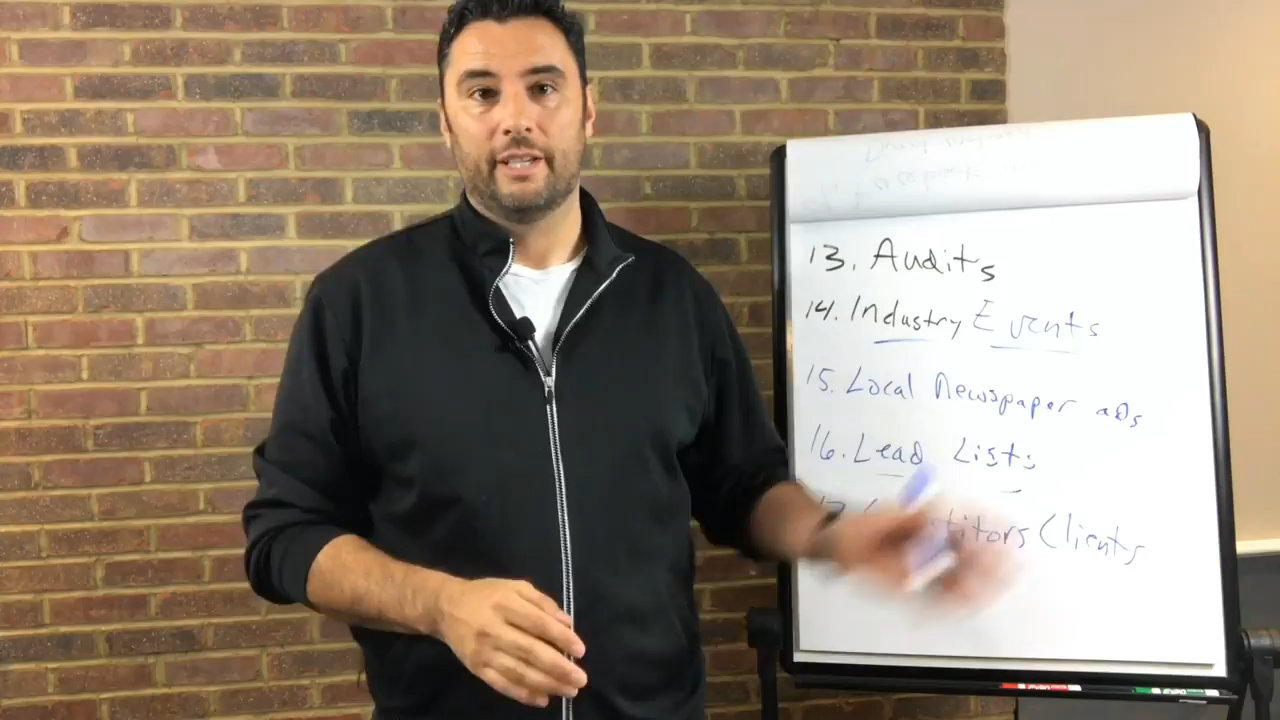 13. Audits
14. Industry Events
15. Local Newspaper aDs
16. Lead Lists
Clients